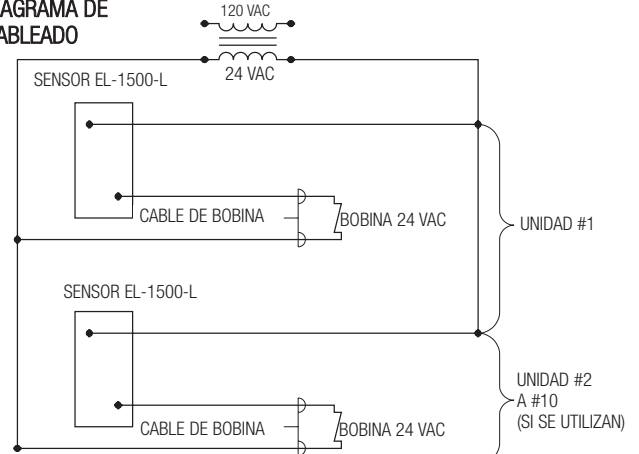 AGRAMA DE
ABLEADO
120 VAC
24 VAC
SENSOR EL-1500-L
CABLE DE BOBINA
BOBINA 24 VAC
UNIDAD #1
SENSOR EL-1500-L
UNIDAD #2
A #10
(SI SE UTILIZAN)
CABLE DE BOBINA
BOBINA 24 VAC